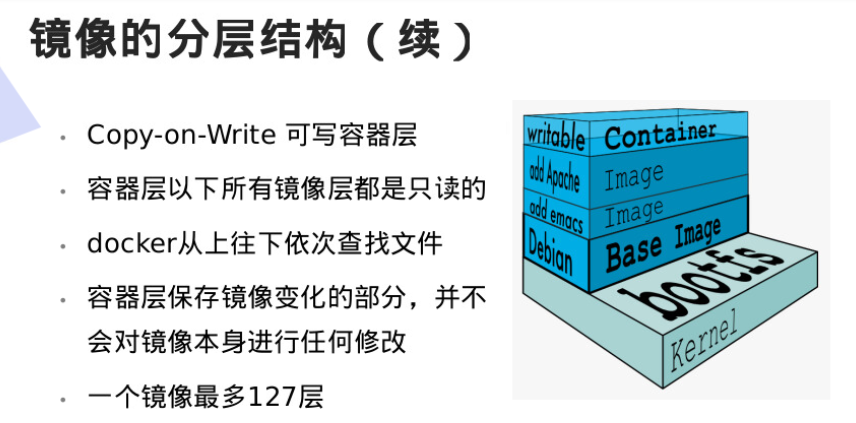 镜像的分层结构（续）
Copy-on-Write 可写容器层
容器层以下所有镜像层都是只读的
docker从上往下依次查找文件
容器层保存镜像变化的部分，并不
会对镜像本身进行任何修改
一个镜像最多127层
writable Container
add Apache Image
add emacs Image
Debian Base Image
bootfs
Kernel